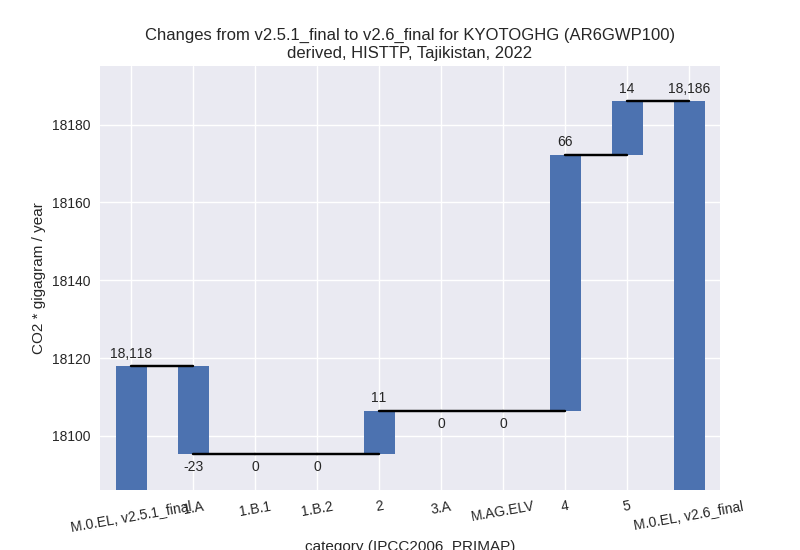 Changes from v2.5.1_final to v2.6_final for KYOTOGHG (AR6GWP100)
derived, HISTTP, Tajikistan, 2022
CO2 * gigagram / year
18180
18160
18140
18120
18100
18,118
-23
0
0
11
0
0
66
14
18,186
M.0.EL, v2.5.1_final
1.A
1.B.1
1.B.2
2
3.A
M.AG.ELV
4
5
M.0.EL, v2.6_final
category (IPCC2006_PRIMAP)